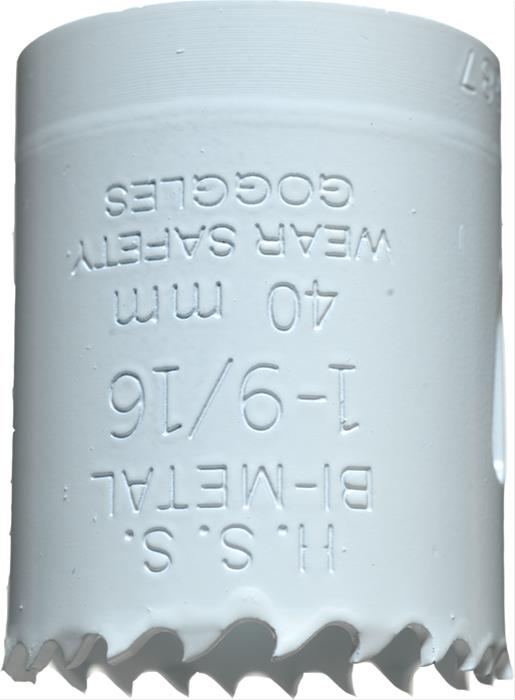 H.S.S.
BI-METAL
1-9/16
40 mm
WEAR SAFETY
GOGGLES